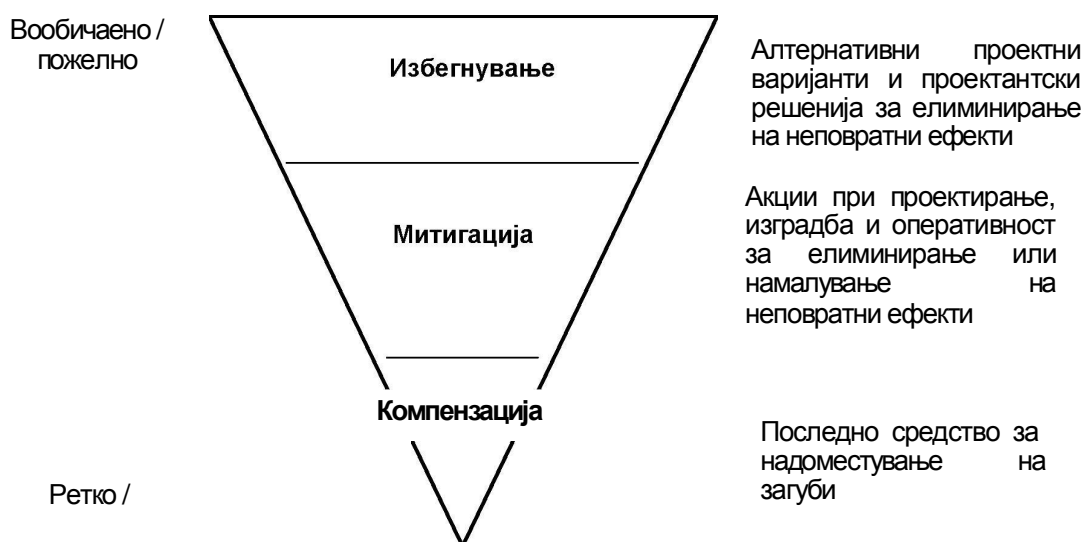 Вообичаено /
пожелно
Избегнување
Алтернативни проектни
варијанти и проектантски
решенија за елиминирање
на неповратни ефекти
Митигација
Акции при проектирање,
изградба и оперативност
за елиминирање или
намалување на
неповратни ефекти
Компензација
Последно средство за
надоместување на
загуби
Ретко /